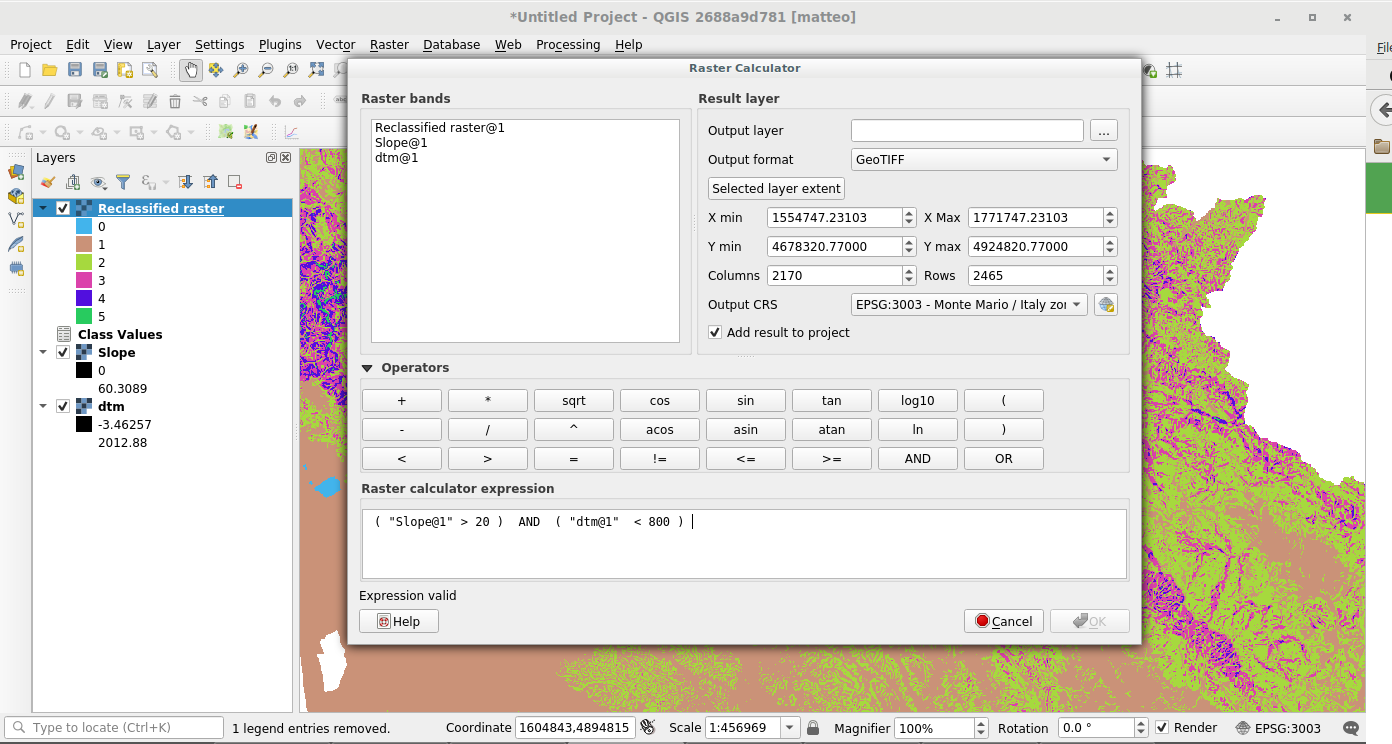 *Untitled Project - QGIS 2688a9d781 [matteo]
Project Edit View Layer Settings Plugins Vector Raster Database Web Processing Help
File
Raster Calculator
Raster bands
Reclassified raster@1
Slope@1
dtm@1
Result layer
Output layer ...
Output format GeoTIFF
Selected layer extent
X min 1554747.23103 X Max 1771747.23103
Y min 4678320.77000 Y max 4924820.77000
Columns 2170 Rows 2465
Output CRS EPSG:3003 - Monte Mario / Italy zor
Add result to project
Operators
+ * sqrt cos sin tan log10 (
- / ^ acos asin atan ln )
< > = != <= >= AND OR
Raster calculator expression
( "Slope@1" > 20 )  AND  ( "dtm@1"  < 800 )
Expression valid
Help Cancel OK
Layers
Reclassified raster
0
1
2
3
4
5
Class Values
Slope
0
60.3089
dtm
-3.46257
2012.88
Type to locate (Ctrl+K) 1 legend entries removed. Coordinate 1604843,4894815 Scale 1:456969 Magnifier 100% Rotation 0.0 ° Render EPSG:3003